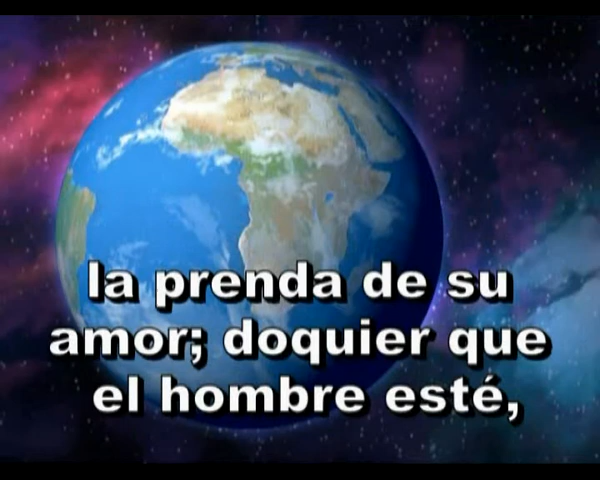 la prenda de su
amor; doquier que
el hombre esté,